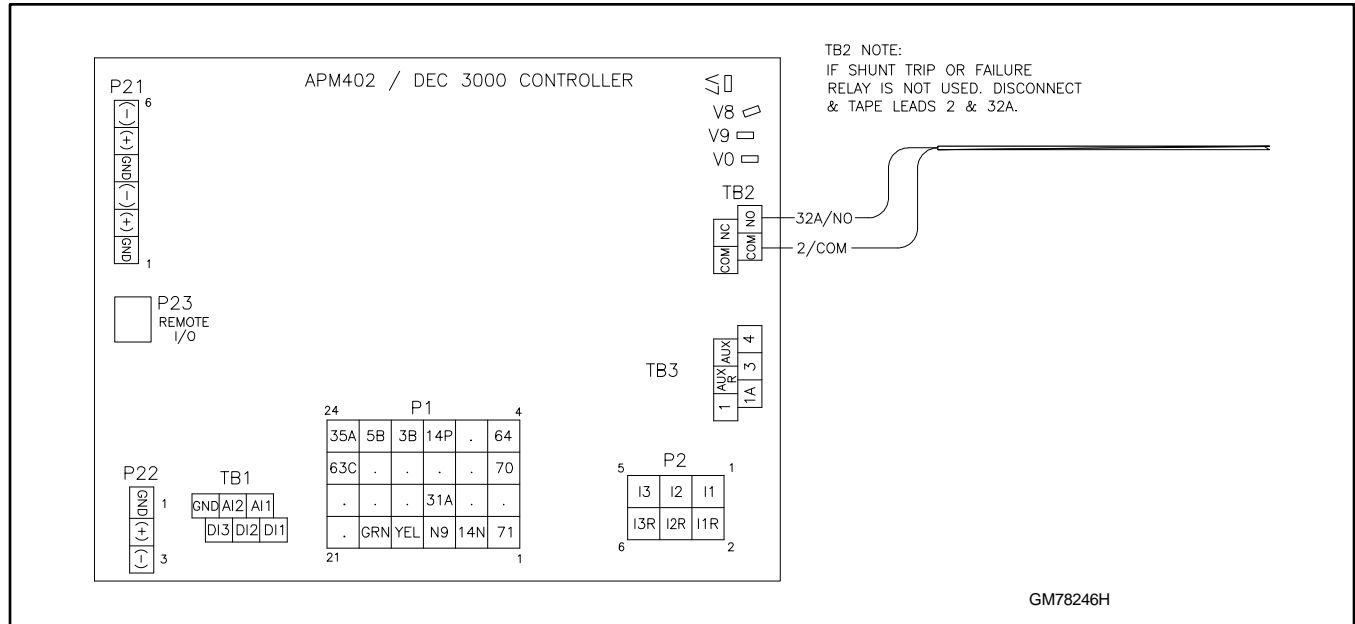 APM402 / DEC 3000 CONTROLLER
TB2 NOTE:
IF SHUNT TRIP OR FAILURE
RELAY IS NOT USED. DISCONNECT
& TAPE LEADS 2 & 32A.
P21
6
(-)
(+)
GND
(-)
(+)
GND
1
V8
V9
V0
TB2
NC NO
COM COM
32A/NO
2/COM
P23
REMOTE
I/O
TB3
AUX 4
AUX R 3
1 1A
P1
24 4
35A 5B 3B 14P . 64
63C . . . . 70
. . . 31A . .
. GRN YEL N9 14N 71
21 1
P2
5 1
I3 I2 I1
I3R I2R I1R
6 2
P22
GND 1
(+)
(-) 3
TB1
GND AI2 AI1
DI3 DI2 DI1
GM78246H